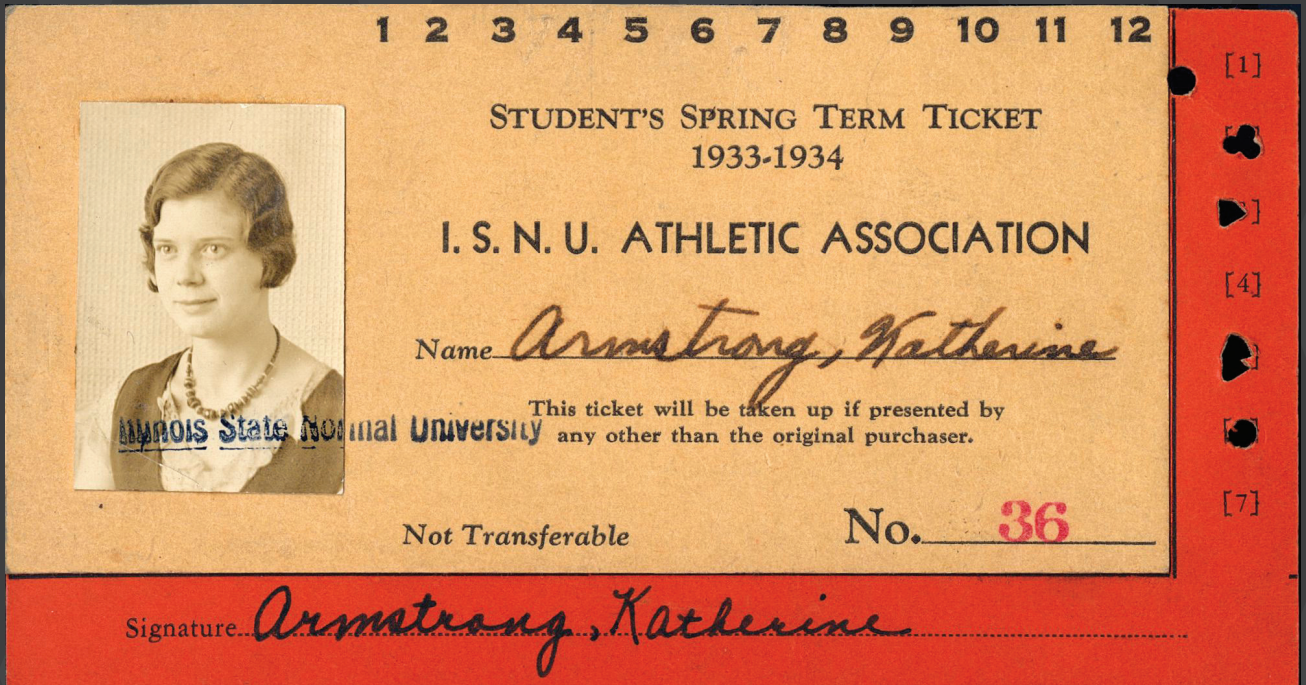 1 2 3 4 5 6 7 8 9 10 11 12
STUDENT'S SPRING TERM TICKET
1933-1934
I. S. N. U. ATHLETIC ASSOCIATION
Name Armstrong, Katherine
This ticket will be taken up if presented by
any other than the original purchaser.
Illinois State Normal University
Not Transferable
No. 36
Signature Armstrong, Katherine
[1]
[4]
[7]